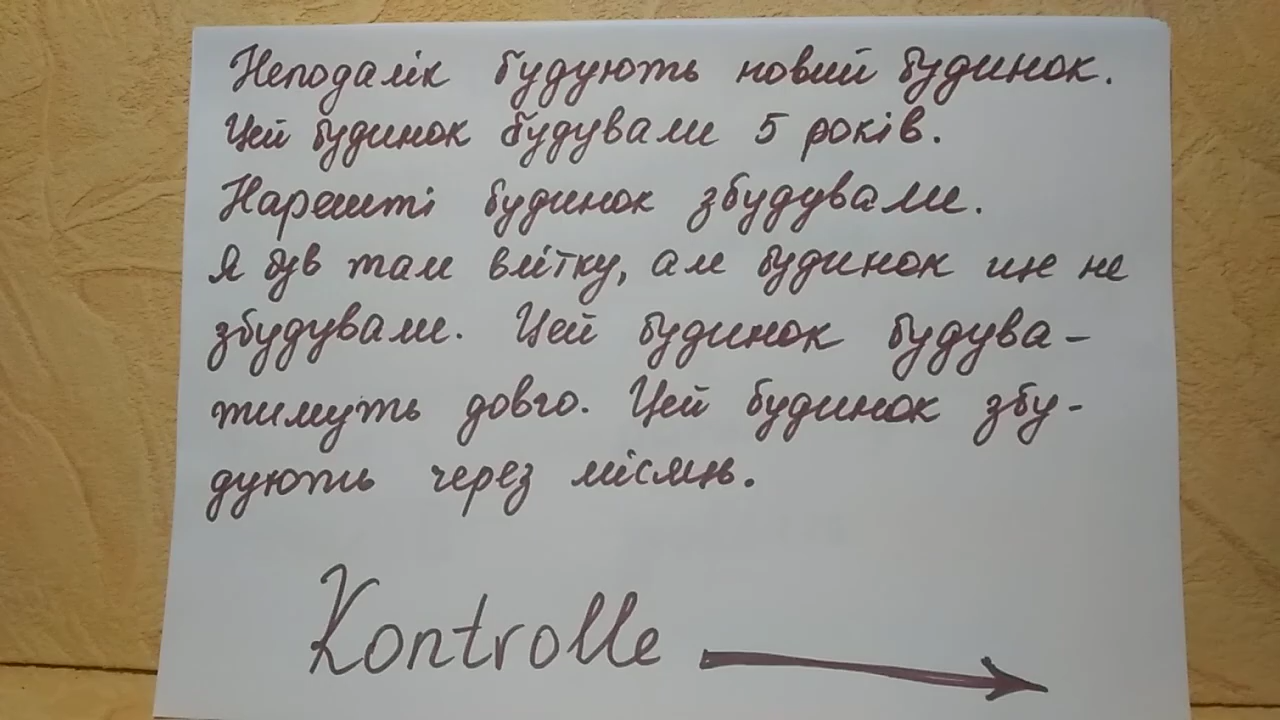 Неподалік будують новий будинок.
Цей будинок будували 5 років.
Нарешті будинок збудували.
Я був там влітку, але будинок ще не
збудували. Цей будинок будува-
тимуть довго. Цей будинок збу-
дують через місяць.
Kontrolle